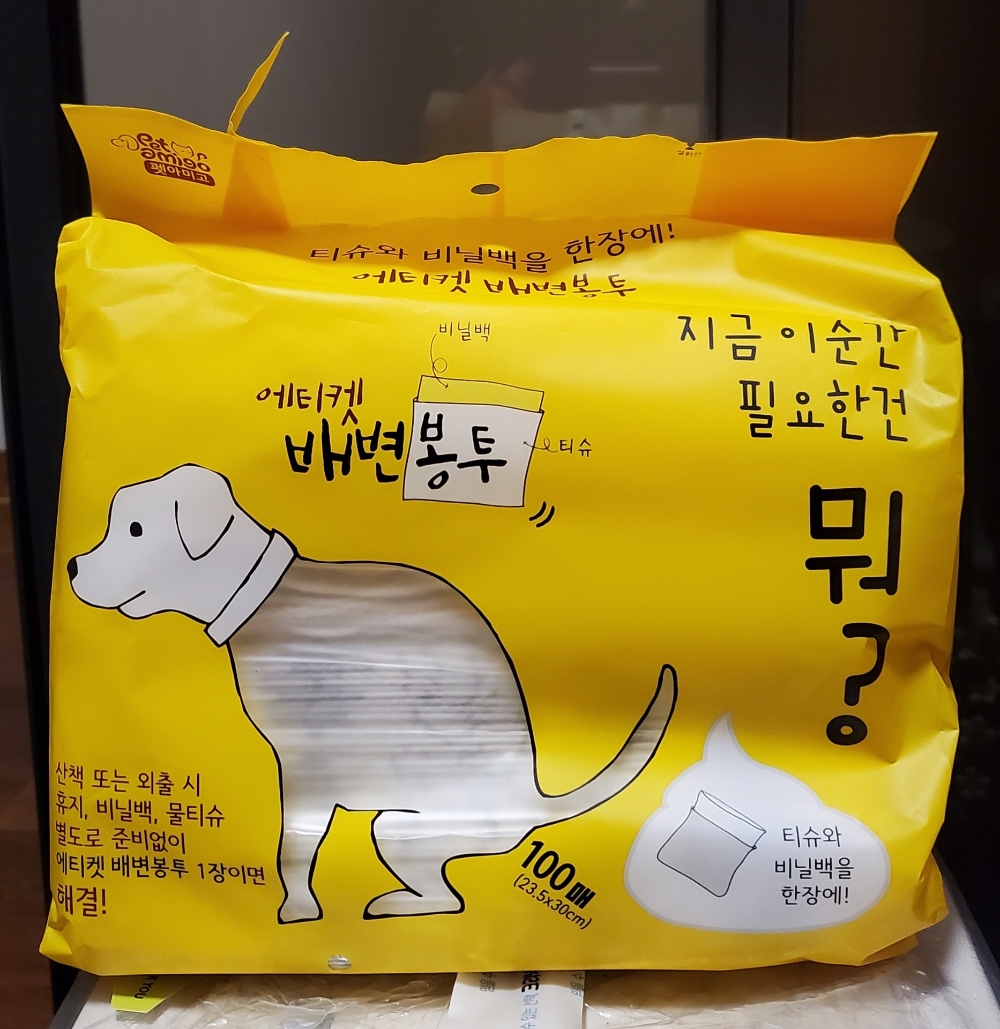 Pet
amigo
펫아미고
티슈와 비닐백을 한장에!
에티켓 배변봉투
비닐백
에티켓
배변봉투
티슈
지금 이순간
필요한건
뭐
?
산책 또는 외출 시
휴지, 비닐백, 물티슈
별도로 준비없이
에티켓 배변봉투 1장이면
해결!
100매
(23.5x30cm)
티슈와
비닐백을
한장에!
YOU